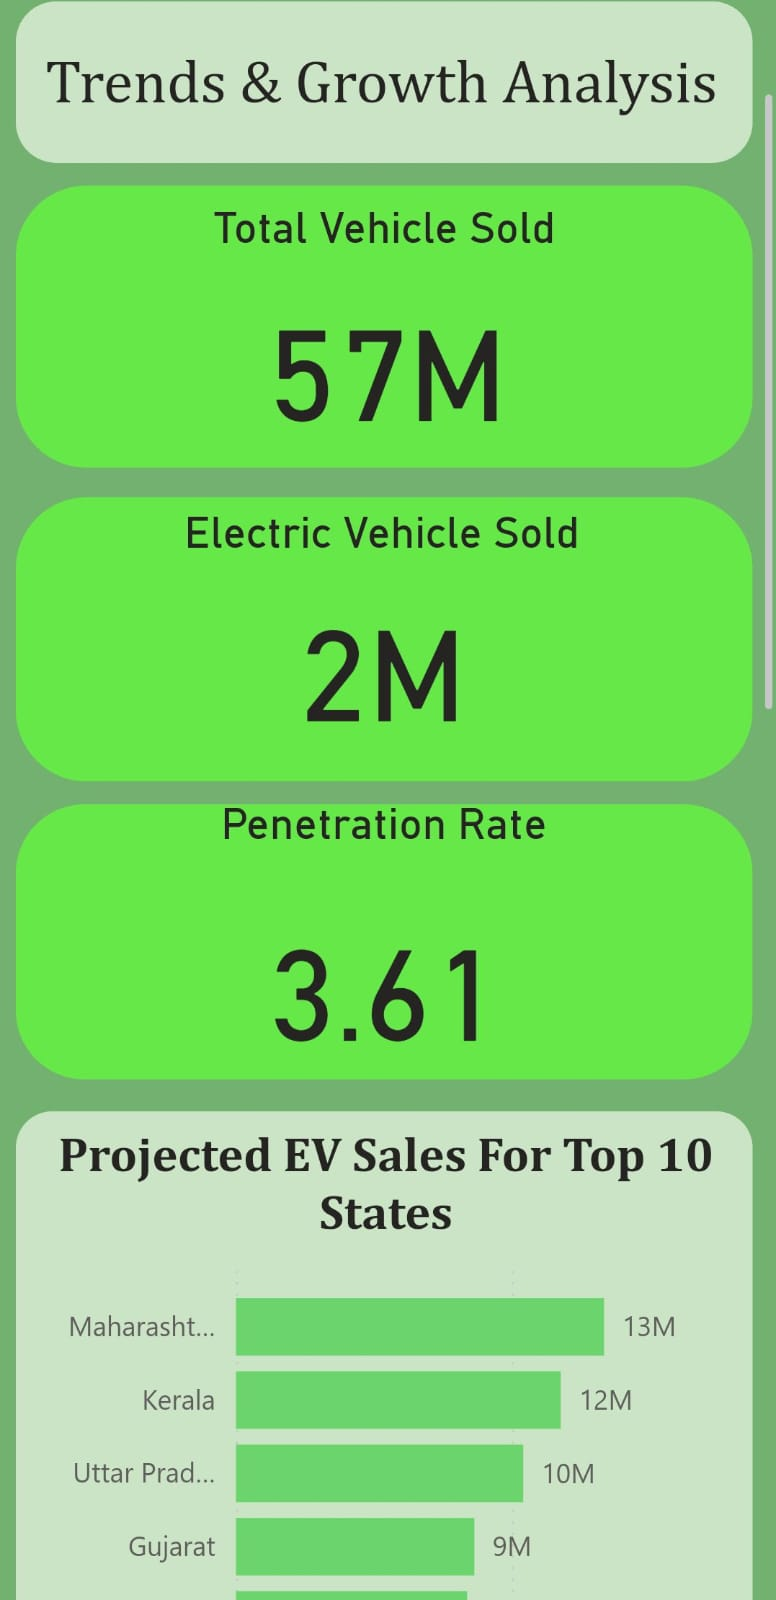 Trends & Growth Analysis
Total Vehicle Sold
57M
Electric Vehicle Sold
2M
Penetration Rate
3.61
Projected EV Sales For Top 10
States
Maharasht... 13M
Kerala 12M
Uttar Prad... 10M
Gujarat 9M